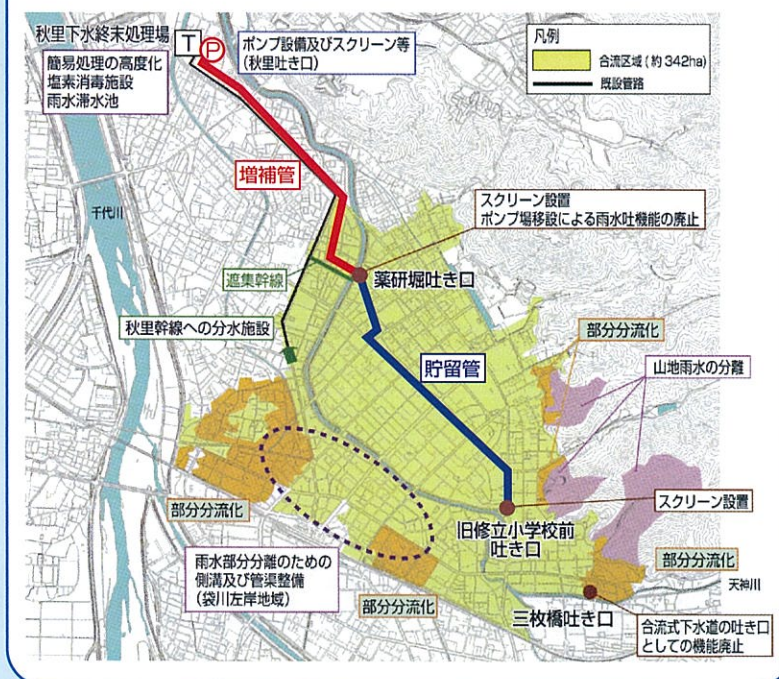 秋里下水終末処理場
T
P
ポンプ設備及びスクリーン等
(秋里吐き口)
凡例
合流区域(約342ha)
既設管路
簡易処理の高度化
塩素消毒施設
雨水滞水池
増補管
千代川
スクリーン設置
ポンプ場移設による雨水吐機能の廃止
遮集幹線
薬研堀吐き口
秋里幹線への分水施設
部分分流化
山地雨水の分離
貯留管
スクリーン設置
部分分流化
旧修立小学校前
吐き口
部分分流化
雨水部分分離のための
側溝及び管渠整備
(袋川左岸地域)
天神川
部分分流化
三枚橋吐き口
合流式下水道の吐き口
としての機能廃止